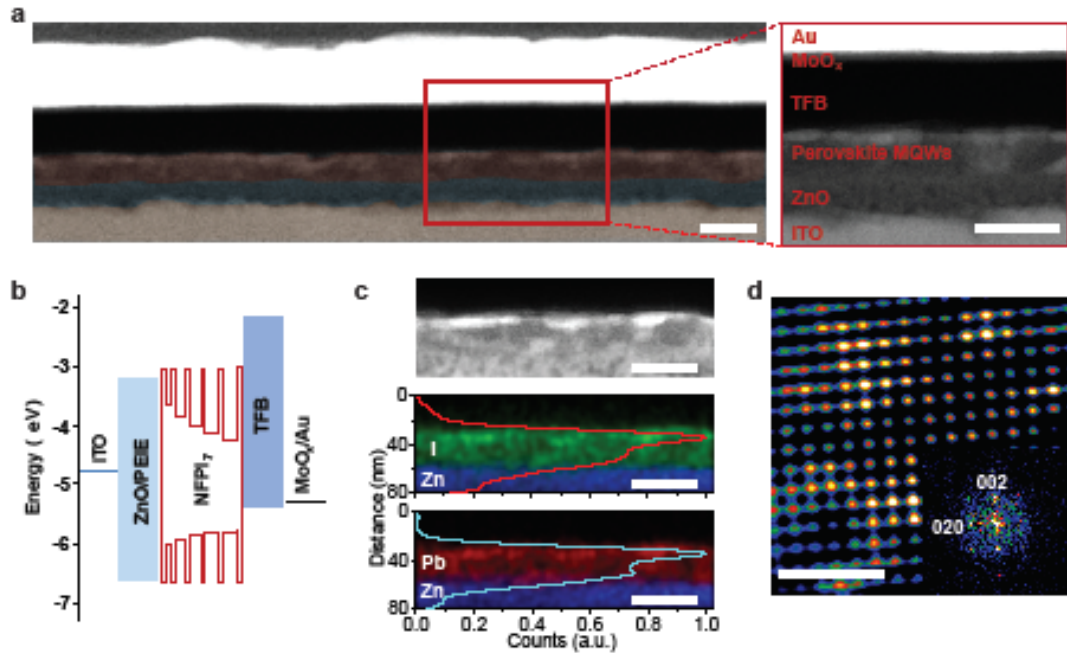 a
Au
MoOₓ
TFB
Perovskite MQWs
ZnO
ITO
b
-2
-3
-4
-5
-6
-7
Energy ( eV)
ITO
ZnO/PEIE
NFPI₇
TFB
MoOₓ/Au
c
0
40
80
I
Zn
0
40
80
Pb
Zn
Distance (nm)
0.0 0.2 0.4 0.6 0.8 1.0
Counts (a.u.)
d
002
020